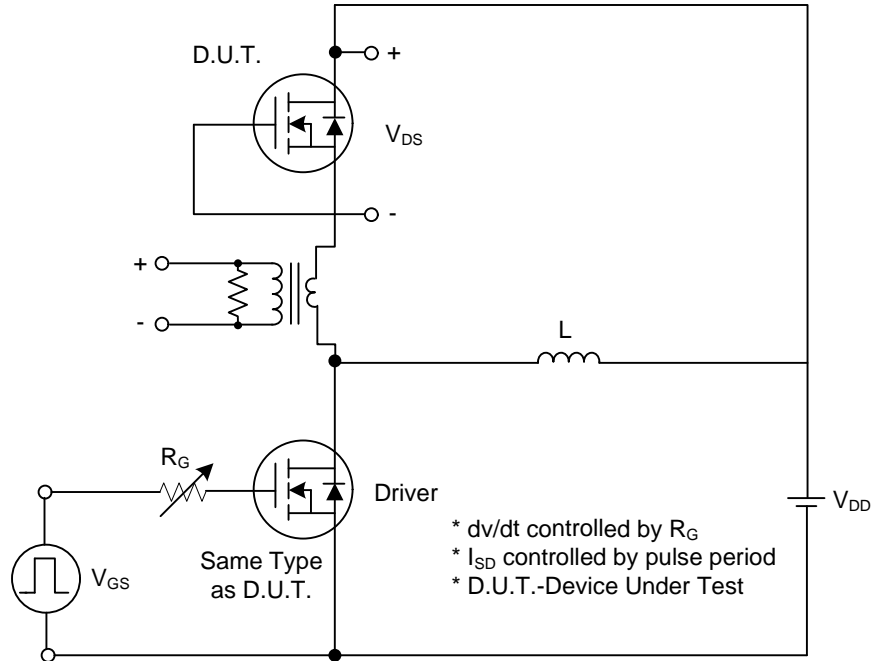 D.U.T.
+
V_DS
-
+
-
L
R_G
Driver
V_DD
V_GS
Same Type
as D.U.T.
* dv/dt controlled by R_G
* I_SD controlled by pulse period
* D.U.T.-Device Under Test